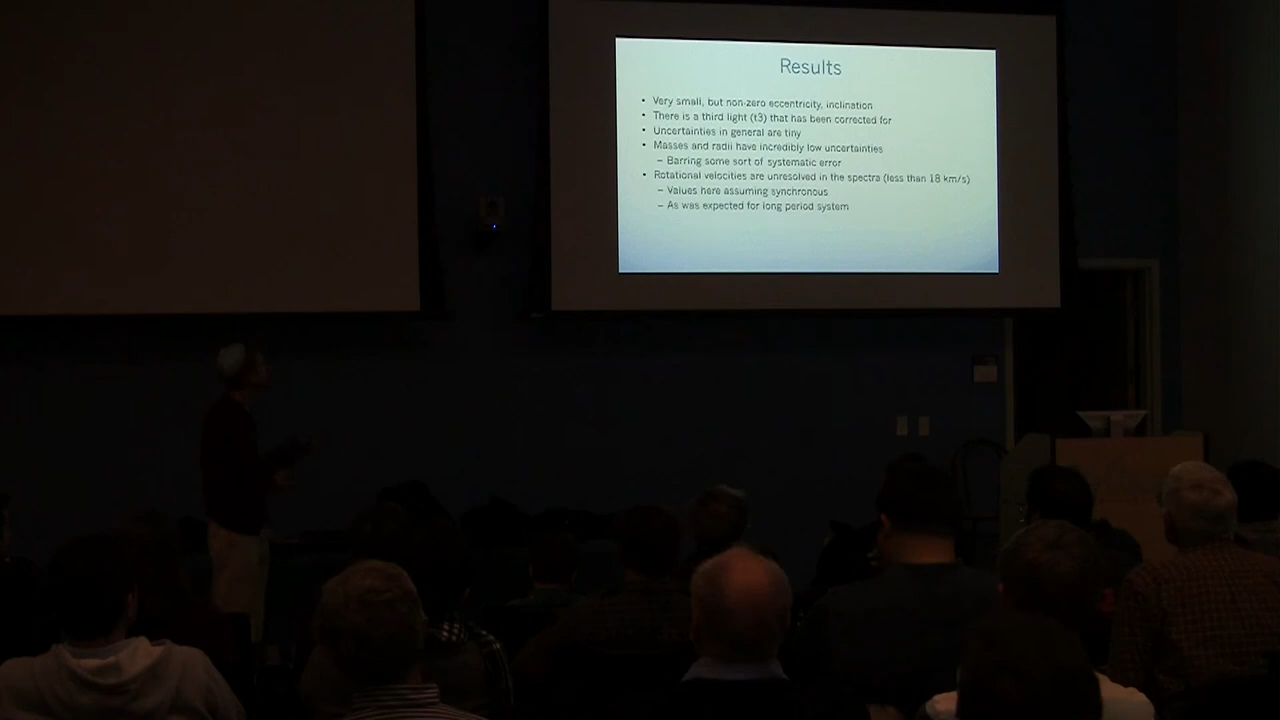 Results
• Very small, but non-zero eccentricity, inclination
• There is a third light (t3) that has been corrected for
• Uncertainties in general are tiny
• Masses and radii have incredibly low uncertainties
– Barring some sort of systematic error
• Rotational velocities are unresolved in the spectra (less than 18 km/s)
– Values here assuming synchronous
– As was expected for long period system